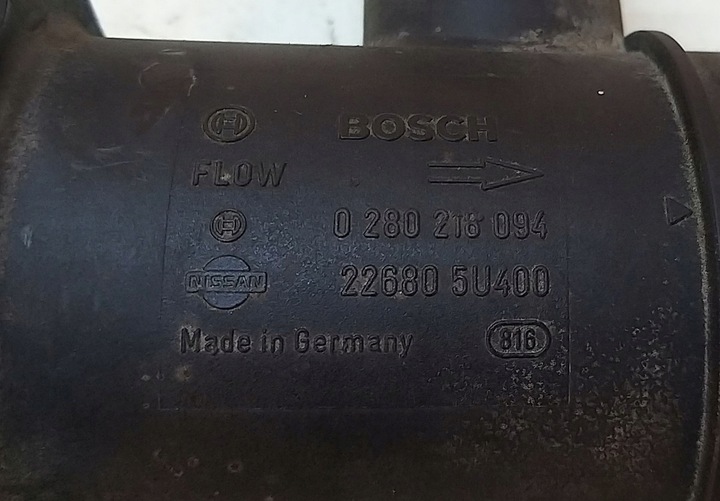 BOSCH
FLOW
0 280 218 094
NISSAN 22680 5U400
Made in Germany 816